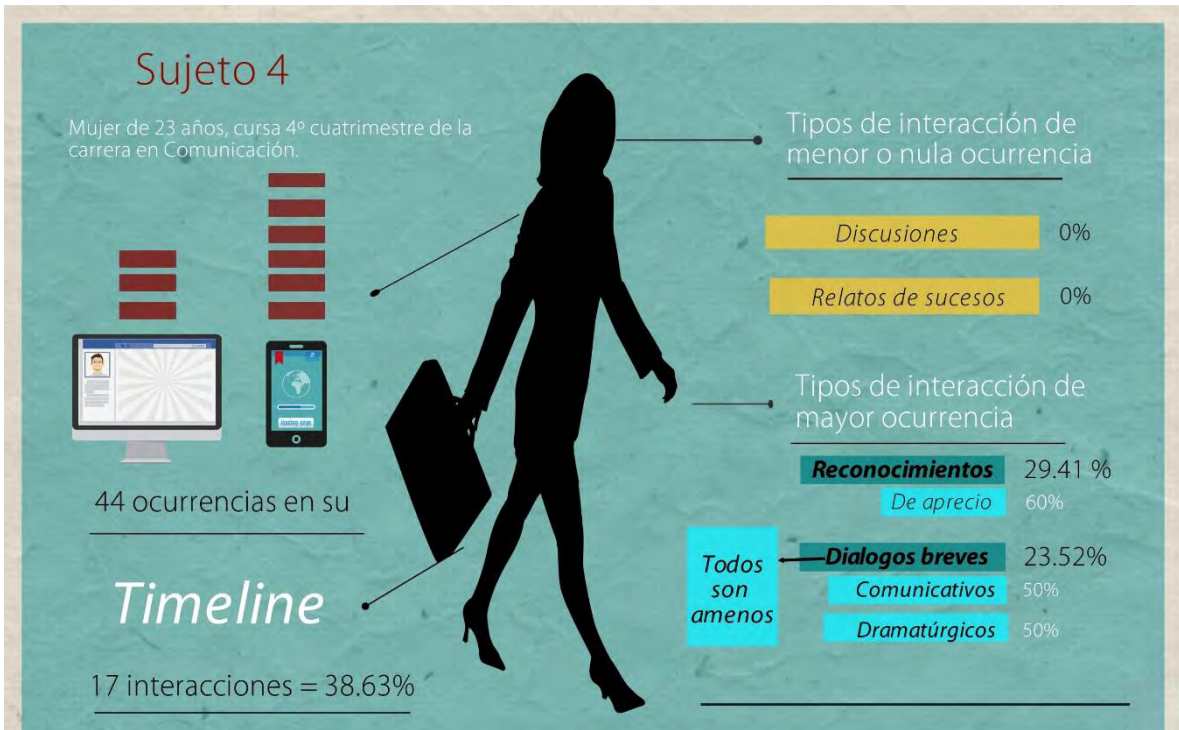 Sujeto 4
Mujer de 23 años, cursa 4º cuatrimestre de la
carrera en Comunicación.
44 ocurrencias en su
Timeline
17 interacciones = 38.63%
Tipos de interacción de
menor o nula ocurrencia
Discusiones 0%
Relatos de sucesos 0%
Tipos de interacción de
mayor ocurrencia
Reconocimientos 29.41 %
De aprecio 60%
Todos
son
amenos
Dialogos breves 23.52%
Comunicativos 50%
Dramatúrgicos 50%